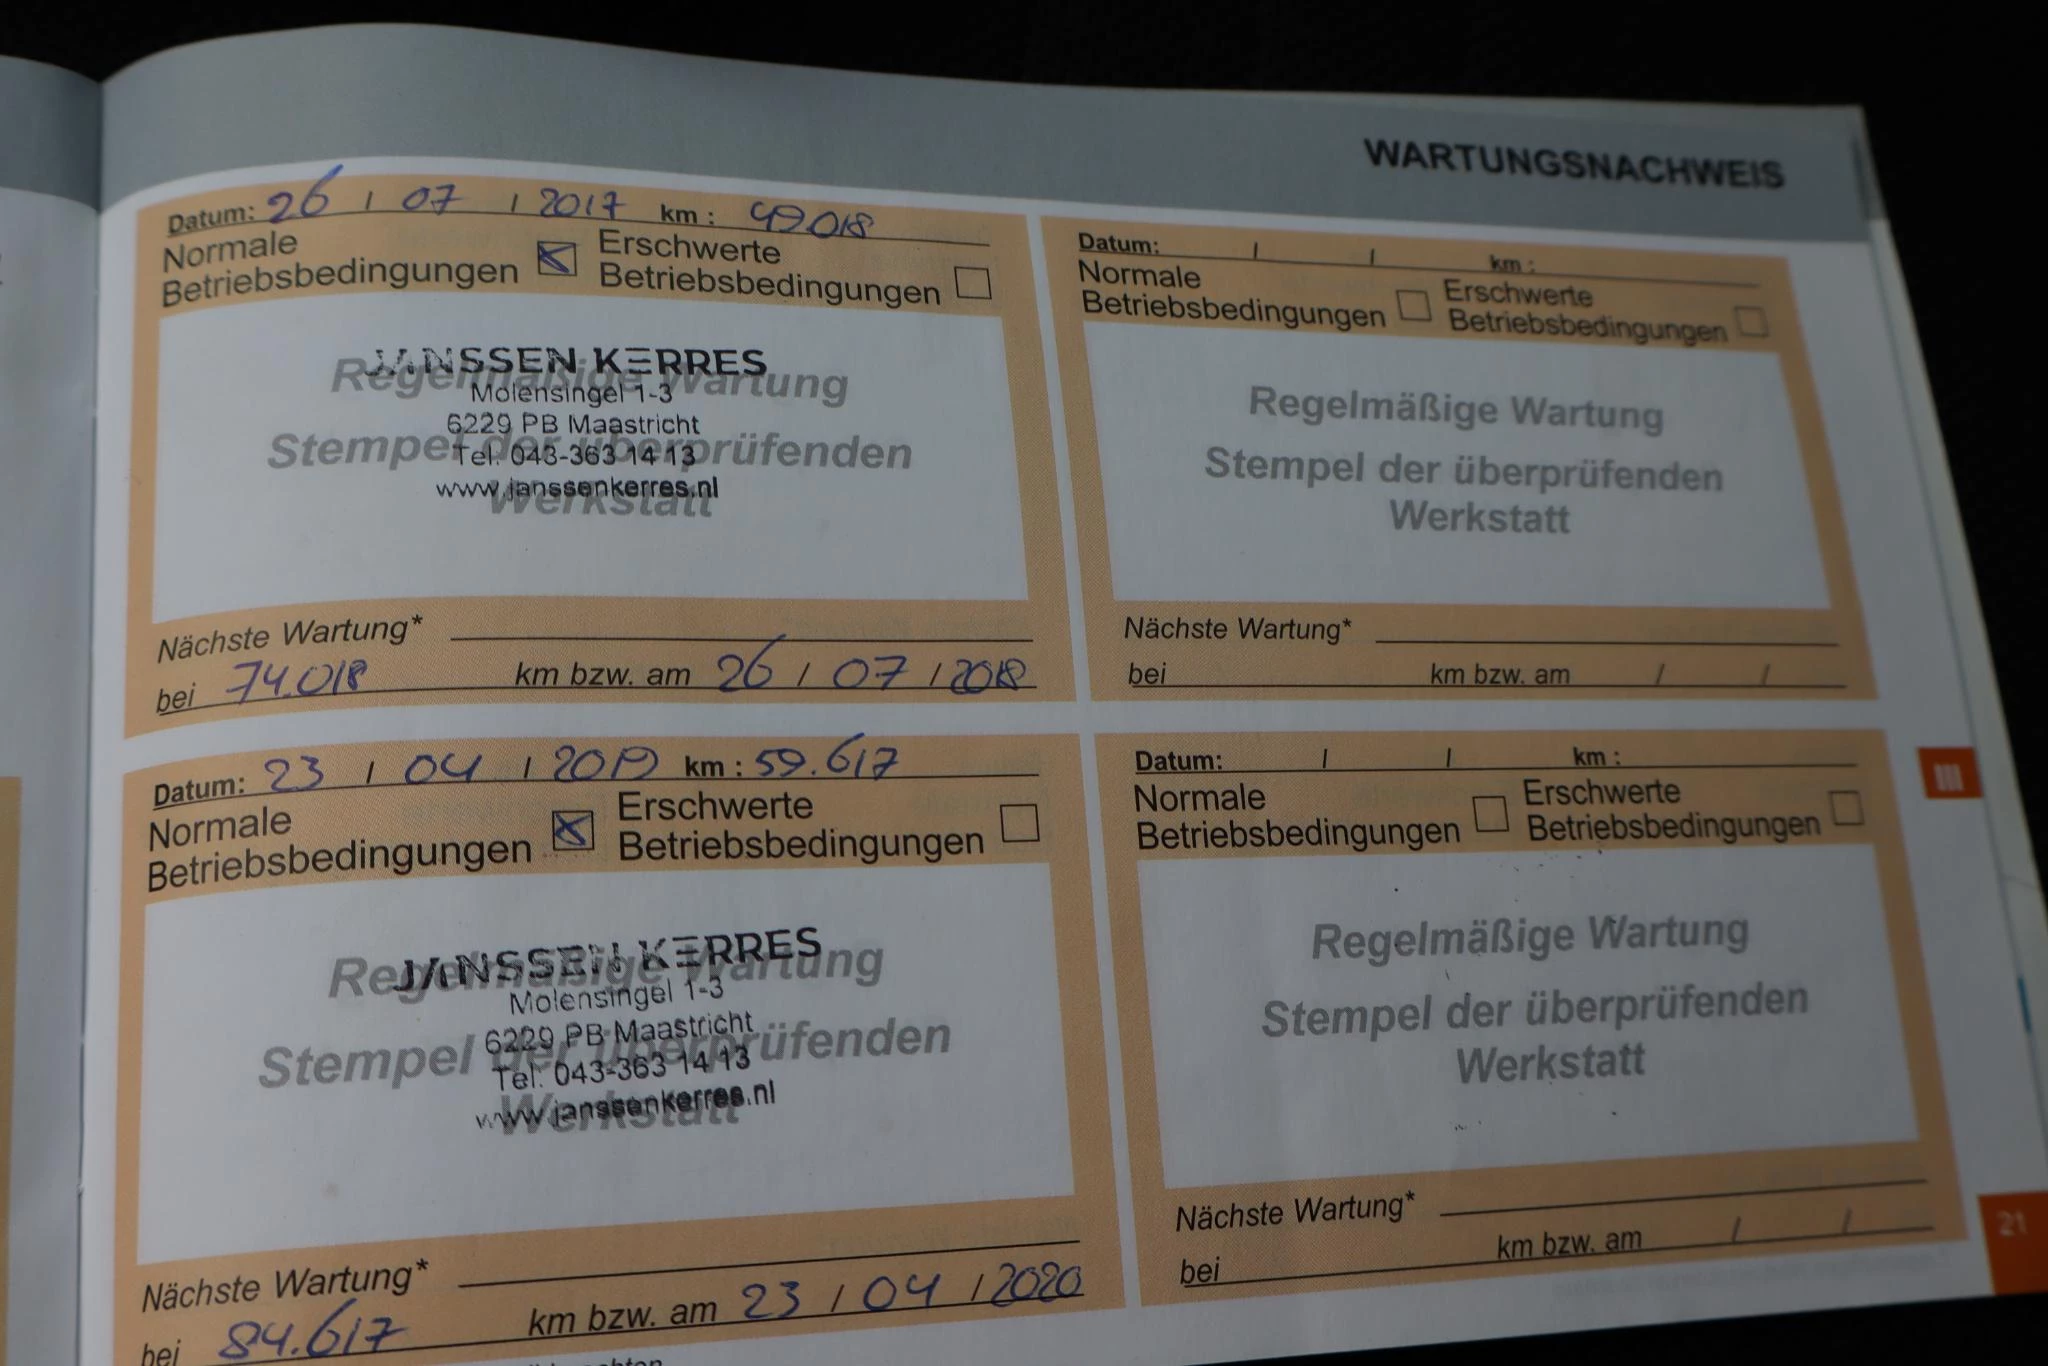 WARTUNGSNACHWEIS
Datum: 26 / 07 / 2017 km : 49018
Normale
Betriebsbedingungen
Erschwerte
Betriebsbedingungen
JANSSEN KERRES
Molensingel 1-3
6229 PB Maastricht
Tel. 043-363 14 13
www.janssenkerres.nl
Regelmäßige Wartung
Stempel der überprüfenden
Werkstatt
Nächste Wartung*
bei 74.018 km bzw. am 26 / 07 / 2018
Datum: / / km :
Normale
Betriebsbedingungen
Erschwerte
Betriebsbedingungen
Regelmäßige Wartung
Stempel der überprüfenden
Werkstatt
Nächste Wartung*
bei km bzw. am / /
Datum: 23 / 04 / 2019 km : 59.617
Normale
Betriebsbedingungen
Erschwerte
Betriebsbedingungen
JANSSEN KERRES
Molensingel 1-3
6229 PB Maastricht
Tel. 043-363 14 13
www.janssenkerres.nl
Regelmäßige Wartung
Stempel der überprüfenden
Werkstatt
Nächste Wartung*
bei 84.617 km bzw. am 23 / 04 / 2020
Datum: / / km :
Normale
Betriebsbedingungen
Erschwerte
Betriebsbedingungen
Regelmäßige Wartung
Stempel der überprüfenden
Werkstatt
Nächste Wartung*
bei km bzw. am / /
III
21